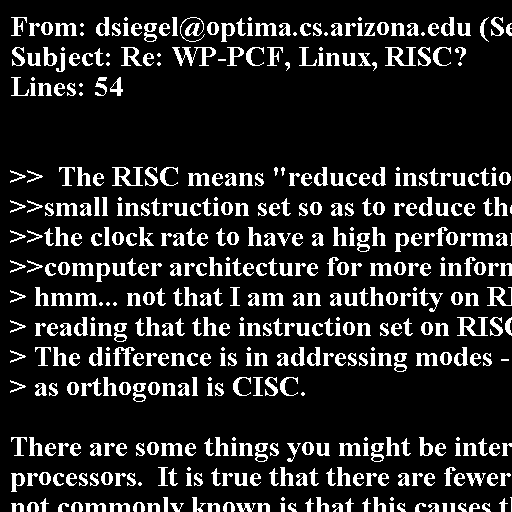 From: dsiegel@optima.cs.arizona.edu (Se
Subject: Re: WP-PCF, Linux, RISC?
Lines: 54
>>  The RISC means "reduced instructio
>>small instruction set so as to reduce the
>>the clock rate to have a high performa
>>computer architecture for more inform
> hmm... not that I am an authority on RI
> reading that the instruction set on RISC
> The difference is in addressing modes -
> as orthogonal is CISC.
There are some things you might be inter
processors.  It is true that there are fewer
not commonly known is that this causes th